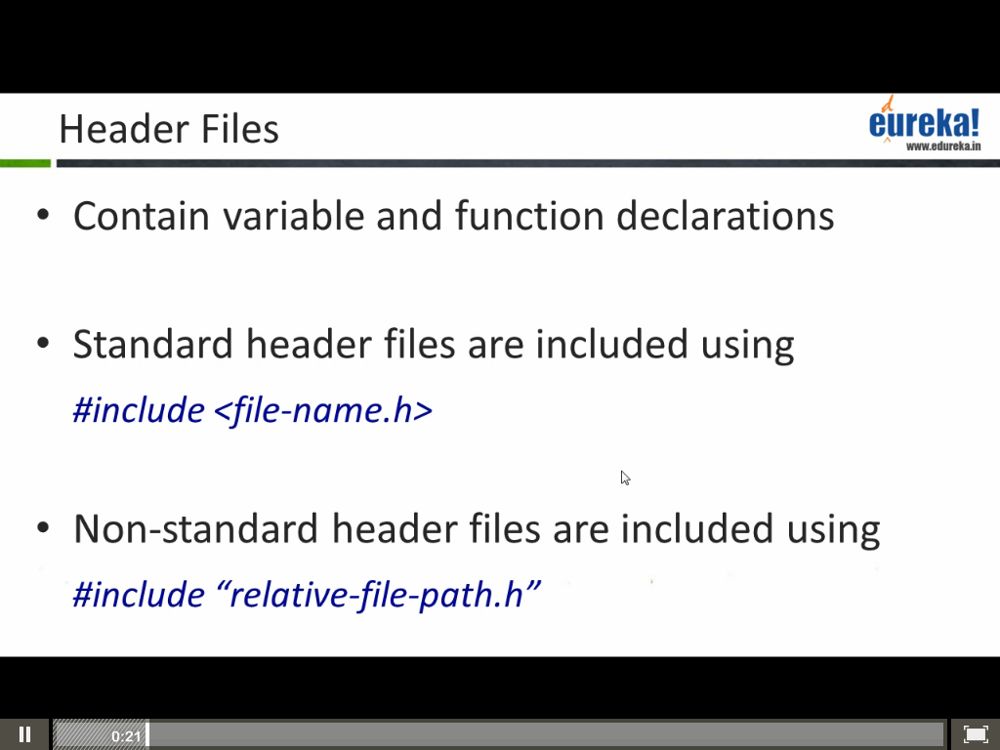 Header Files
eureka!
d
www.edureka.in
• Contain variable and function declarations
• Standard header files are included using
#include <file-name.h>
• Non-standard header files are included using
#include “relative-file-path.h”
0:21